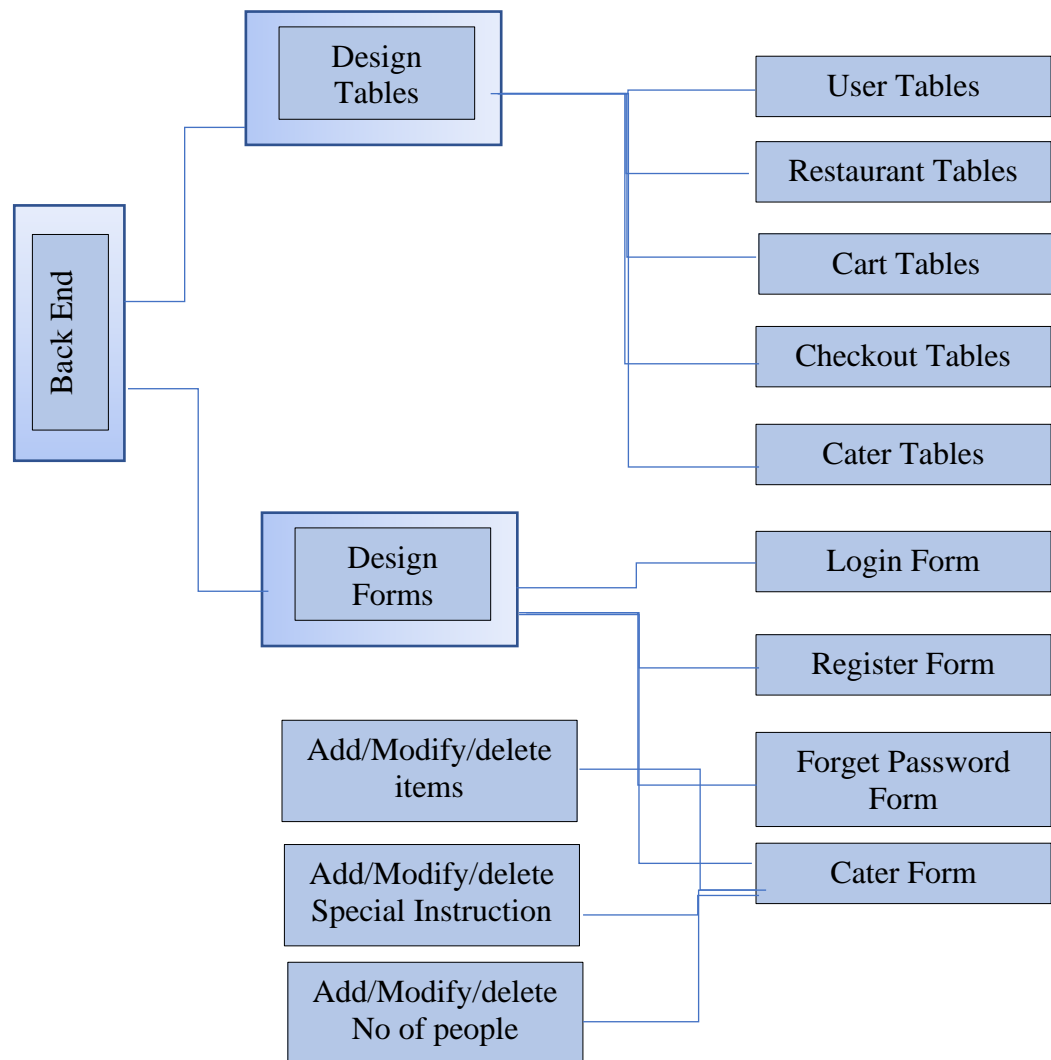 Design
Tables
User Tables
Restaurant Tables
Back End
Cart Tables
Checkout Tables
Cater Tables
Design
Forms
Login Form
Register Form
Add/Modify/delete
items
Forget Password
Form
Add/Modify/delete
Special Instruction
Cater Form
Add/Modify/delete
No of people